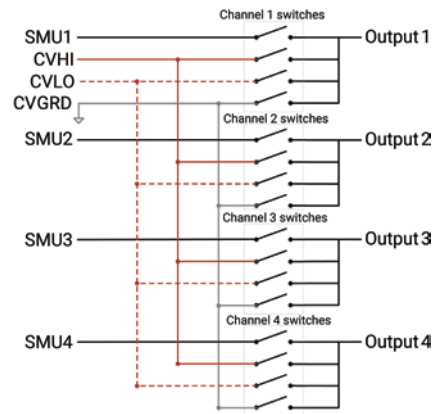 Channel 1 switches
SMU1
Output 1
CVHI
CVLO
CVGRD
Channel 2 switches
SMU2
Output 2
Channel 3 switches
SMU3
Output 3
Channel 4 switches
SMU4
Output 4